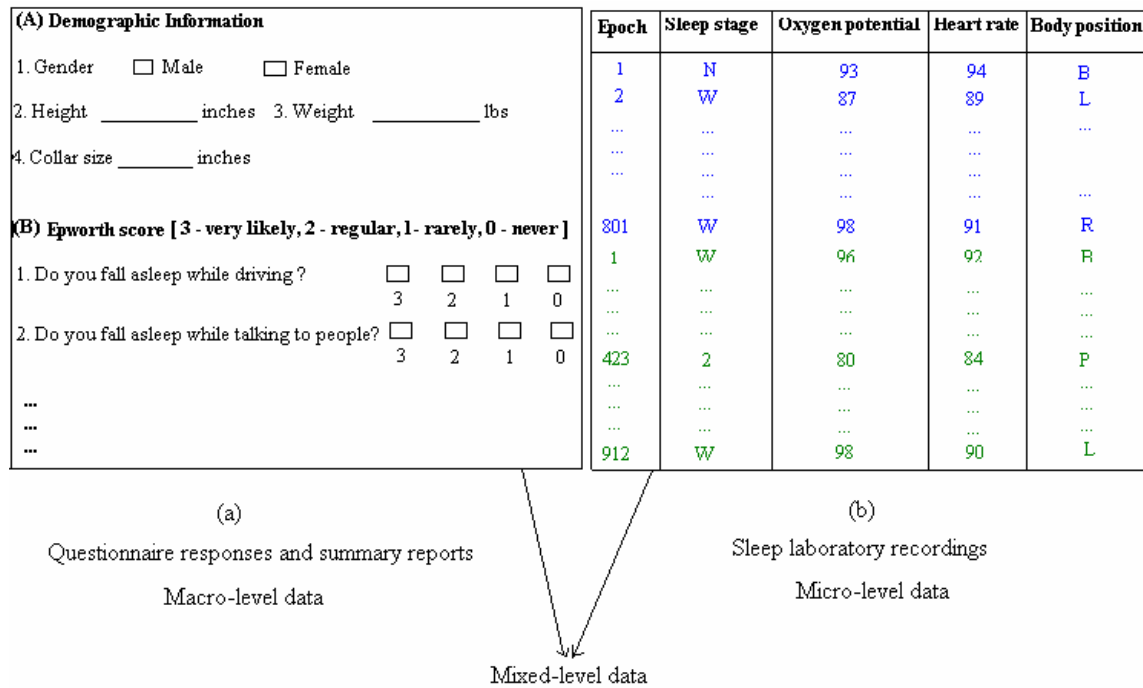 (A) Demographic Information
1. Gender Male Female
2. Height __________ inches 3. Weight __________ lbs
4. Collar size ________ inches
(B) Epworth score [ 3 - very likely, 2 - regular, 1- rarely, 0 - never ]
1. Do you fall asleep while driving ?
3 2 1 0
2. Do you fall asleep while talking to people?
3 2 1 0
...
...
...
Epoch Sleep stage Oxygen potential Heart rate Body position
1 N 93 94 B
2 W 87 89 L
... ... ... ... ...
... ... ... ...
... ... ... ...
... ... ... ...
801 W 98 91 R
1 W 96 92 B
... ... ... ... ...
... ... ... ... ...
... ... ... ... ...
423 2 80 84 P
... ... ... ... ...
... ... ... ... ...
... ... ... ... ...
912 W 98 90 L
(a)
Questionnaire responses and summary reports
Macro-level data
(b)
Sleep laboratory recordings
Micro-level data
Mixed-level data